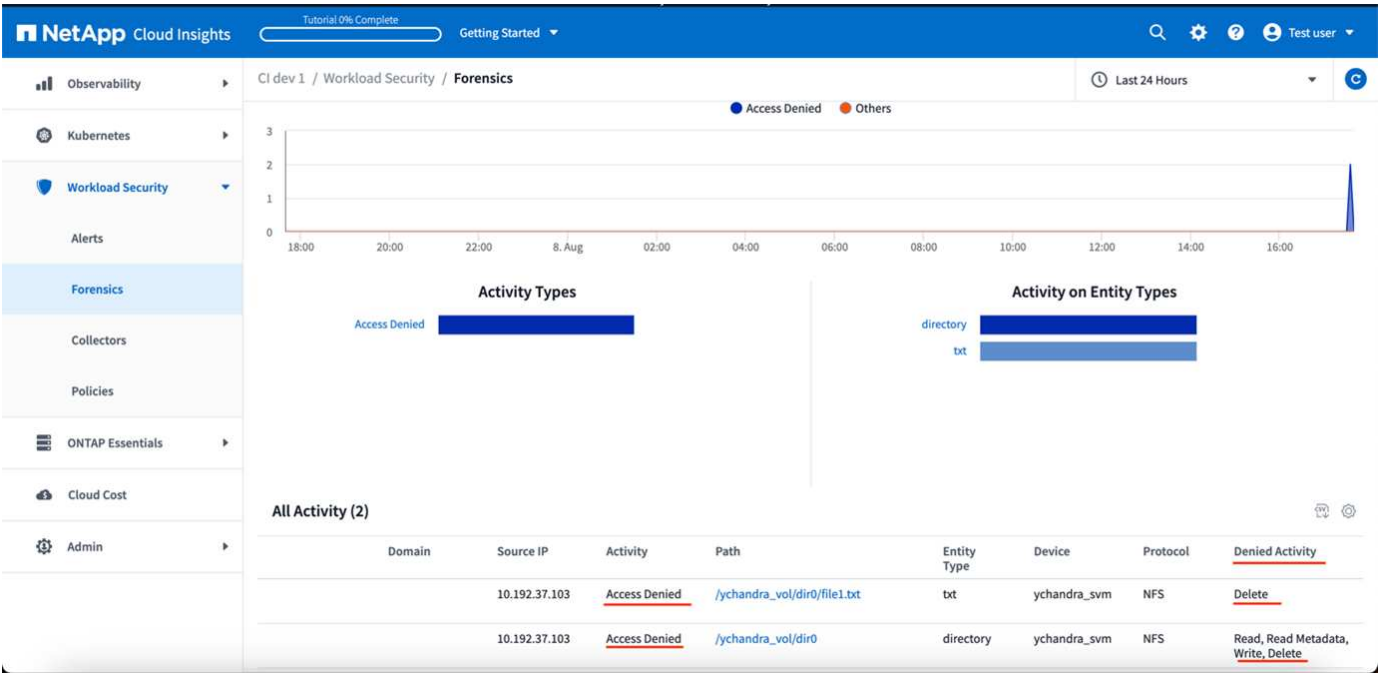 NetApp Cloud Insights
Tutorial 0% Complete
Getting Started
Test user
Observability
Kubernetes
Workload Security
Alerts
Forensics
Collectors
Policies
ONTAP Essentials
Cloud Cost
Admin
CI dev 1 / Workload Security / Forensics
Last 24 Hours
Access Denied Others
3
2
1
0
18:00 20:00 22:00 8. Aug 02:00 04:00 06:00 08:00 10:00 12:00 14:00 16:00
Activity Types
Access Denied
Activity on Entity Types
directory
txt
All Activity (2)
Domain Source IP Activity Path Entity Type Device Protocol Denied Activity
10.192.37.103 Access Denied /ychandra_vol/dir0/file1.txt txt ychandra_svm NFS Delete
10.192.37.103 Access Denied /ychandra_vol/dir0 directory ychandra_svm NFS Read, Read Metadata,
Write, Delete